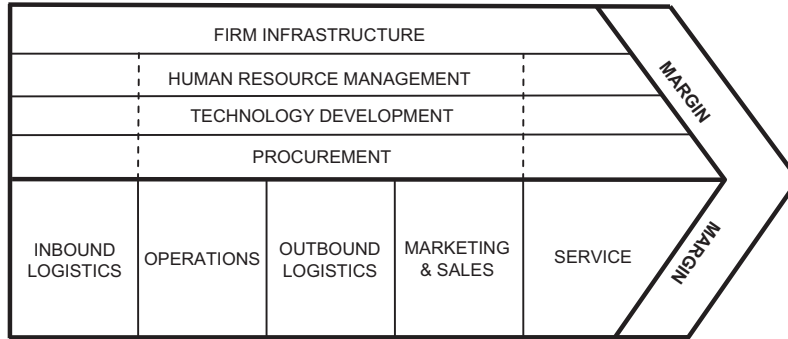 FIRM INFRASTRUCTURE
HUMAN RESOURCE MANAGEMENT
TECHNOLOGY DEVELOPMENT
PROCUREMENT
MARGIN
INBOUND
LOGISTICS
OPERATIONS
OUTBOUND
LOGISTICS
MARKETING
& SALES
SERVICE
MARGIN